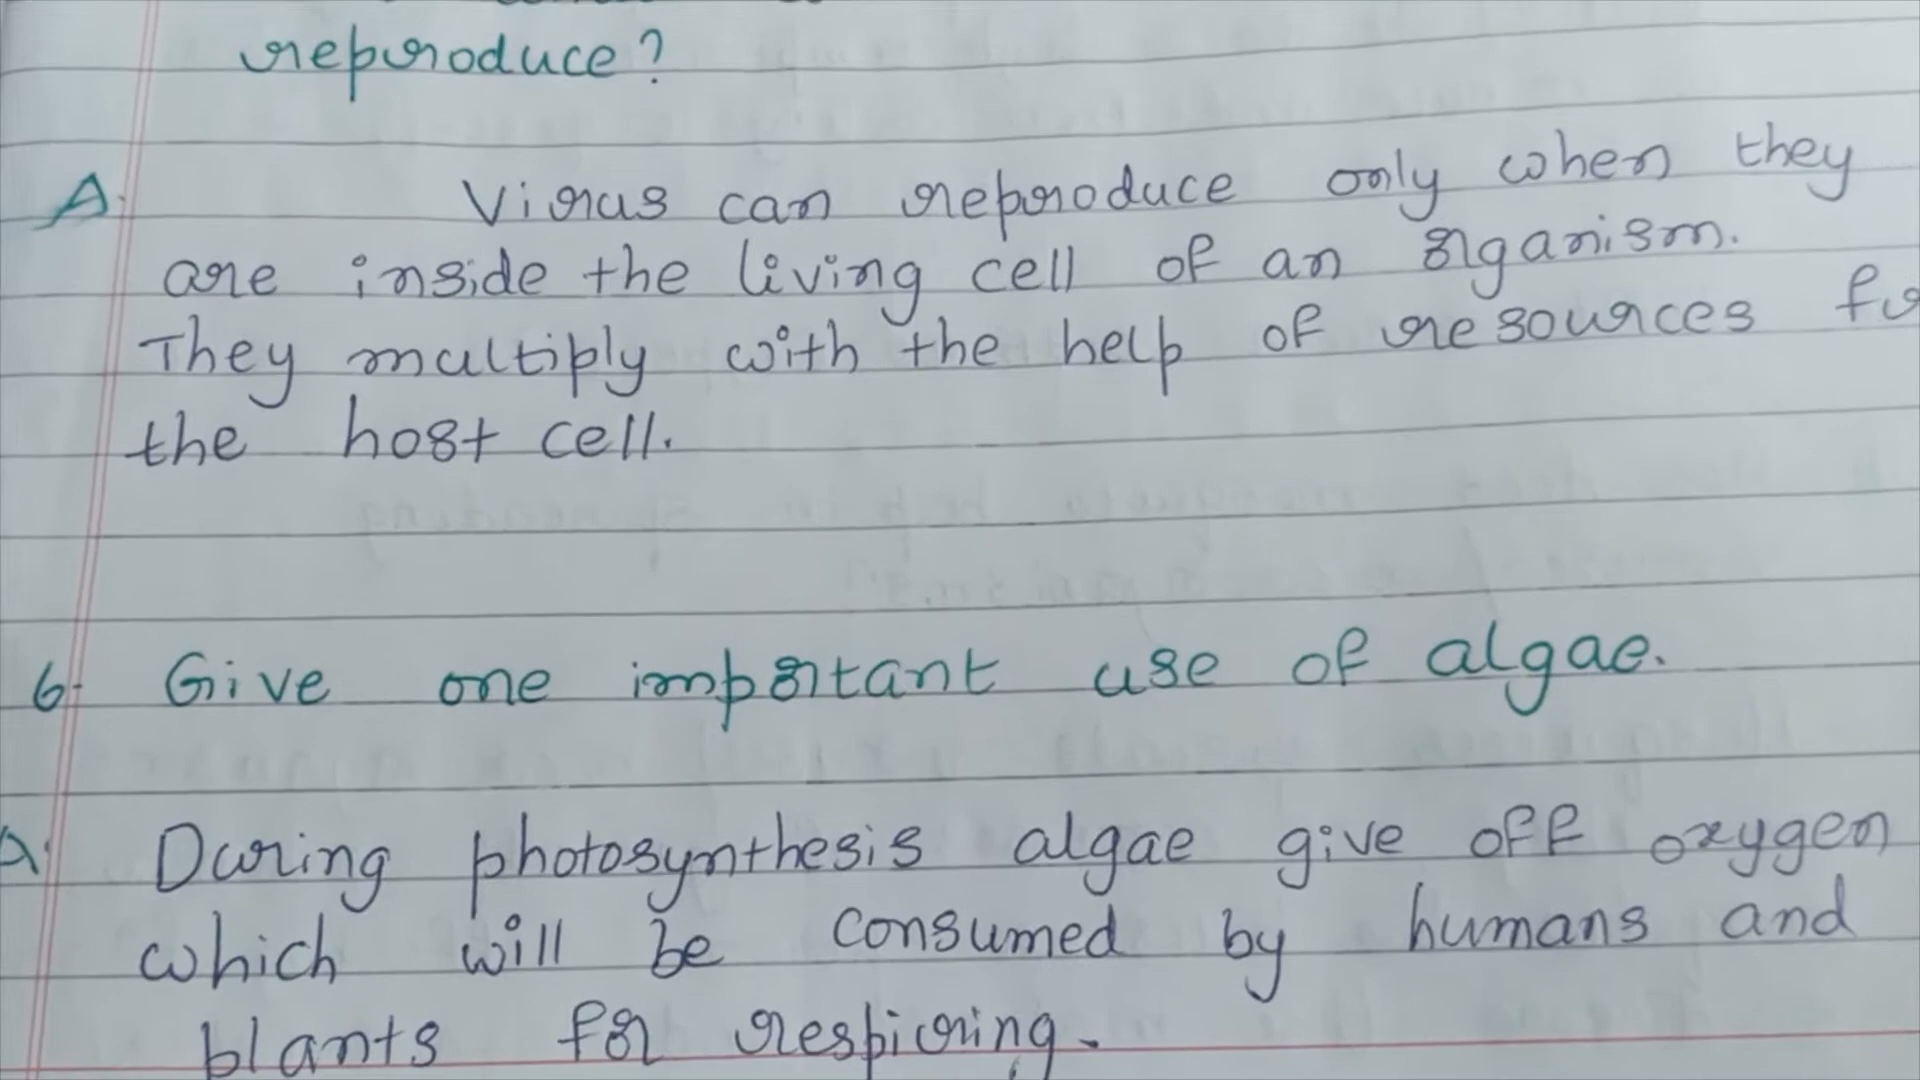 reproduce?
A. Virus can reproduce only when they
are inside the living cell of an organism.
They multiply with the help of resources
the host cell.
6. Give one important use of algae.
A. During photosynthesis algae give off oxygen
which will be consumed by humans and
plants for respiring.